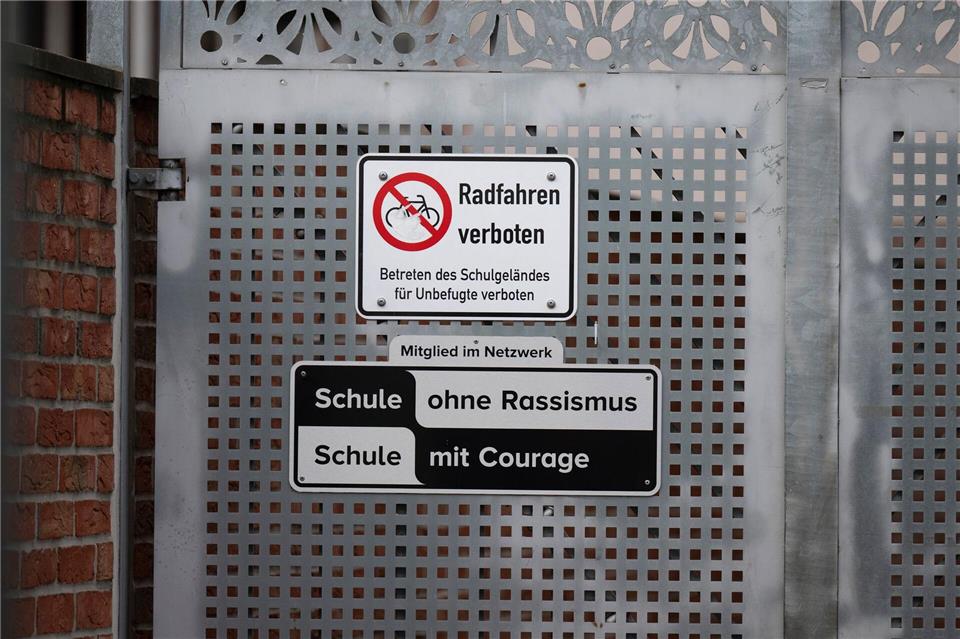 Radfahren
verboten
Betreten des Schulgeländes
für Unbefugte verboten
Mitglied im Netzwerk
Schule ohne Rassismus
Schule mit Courage